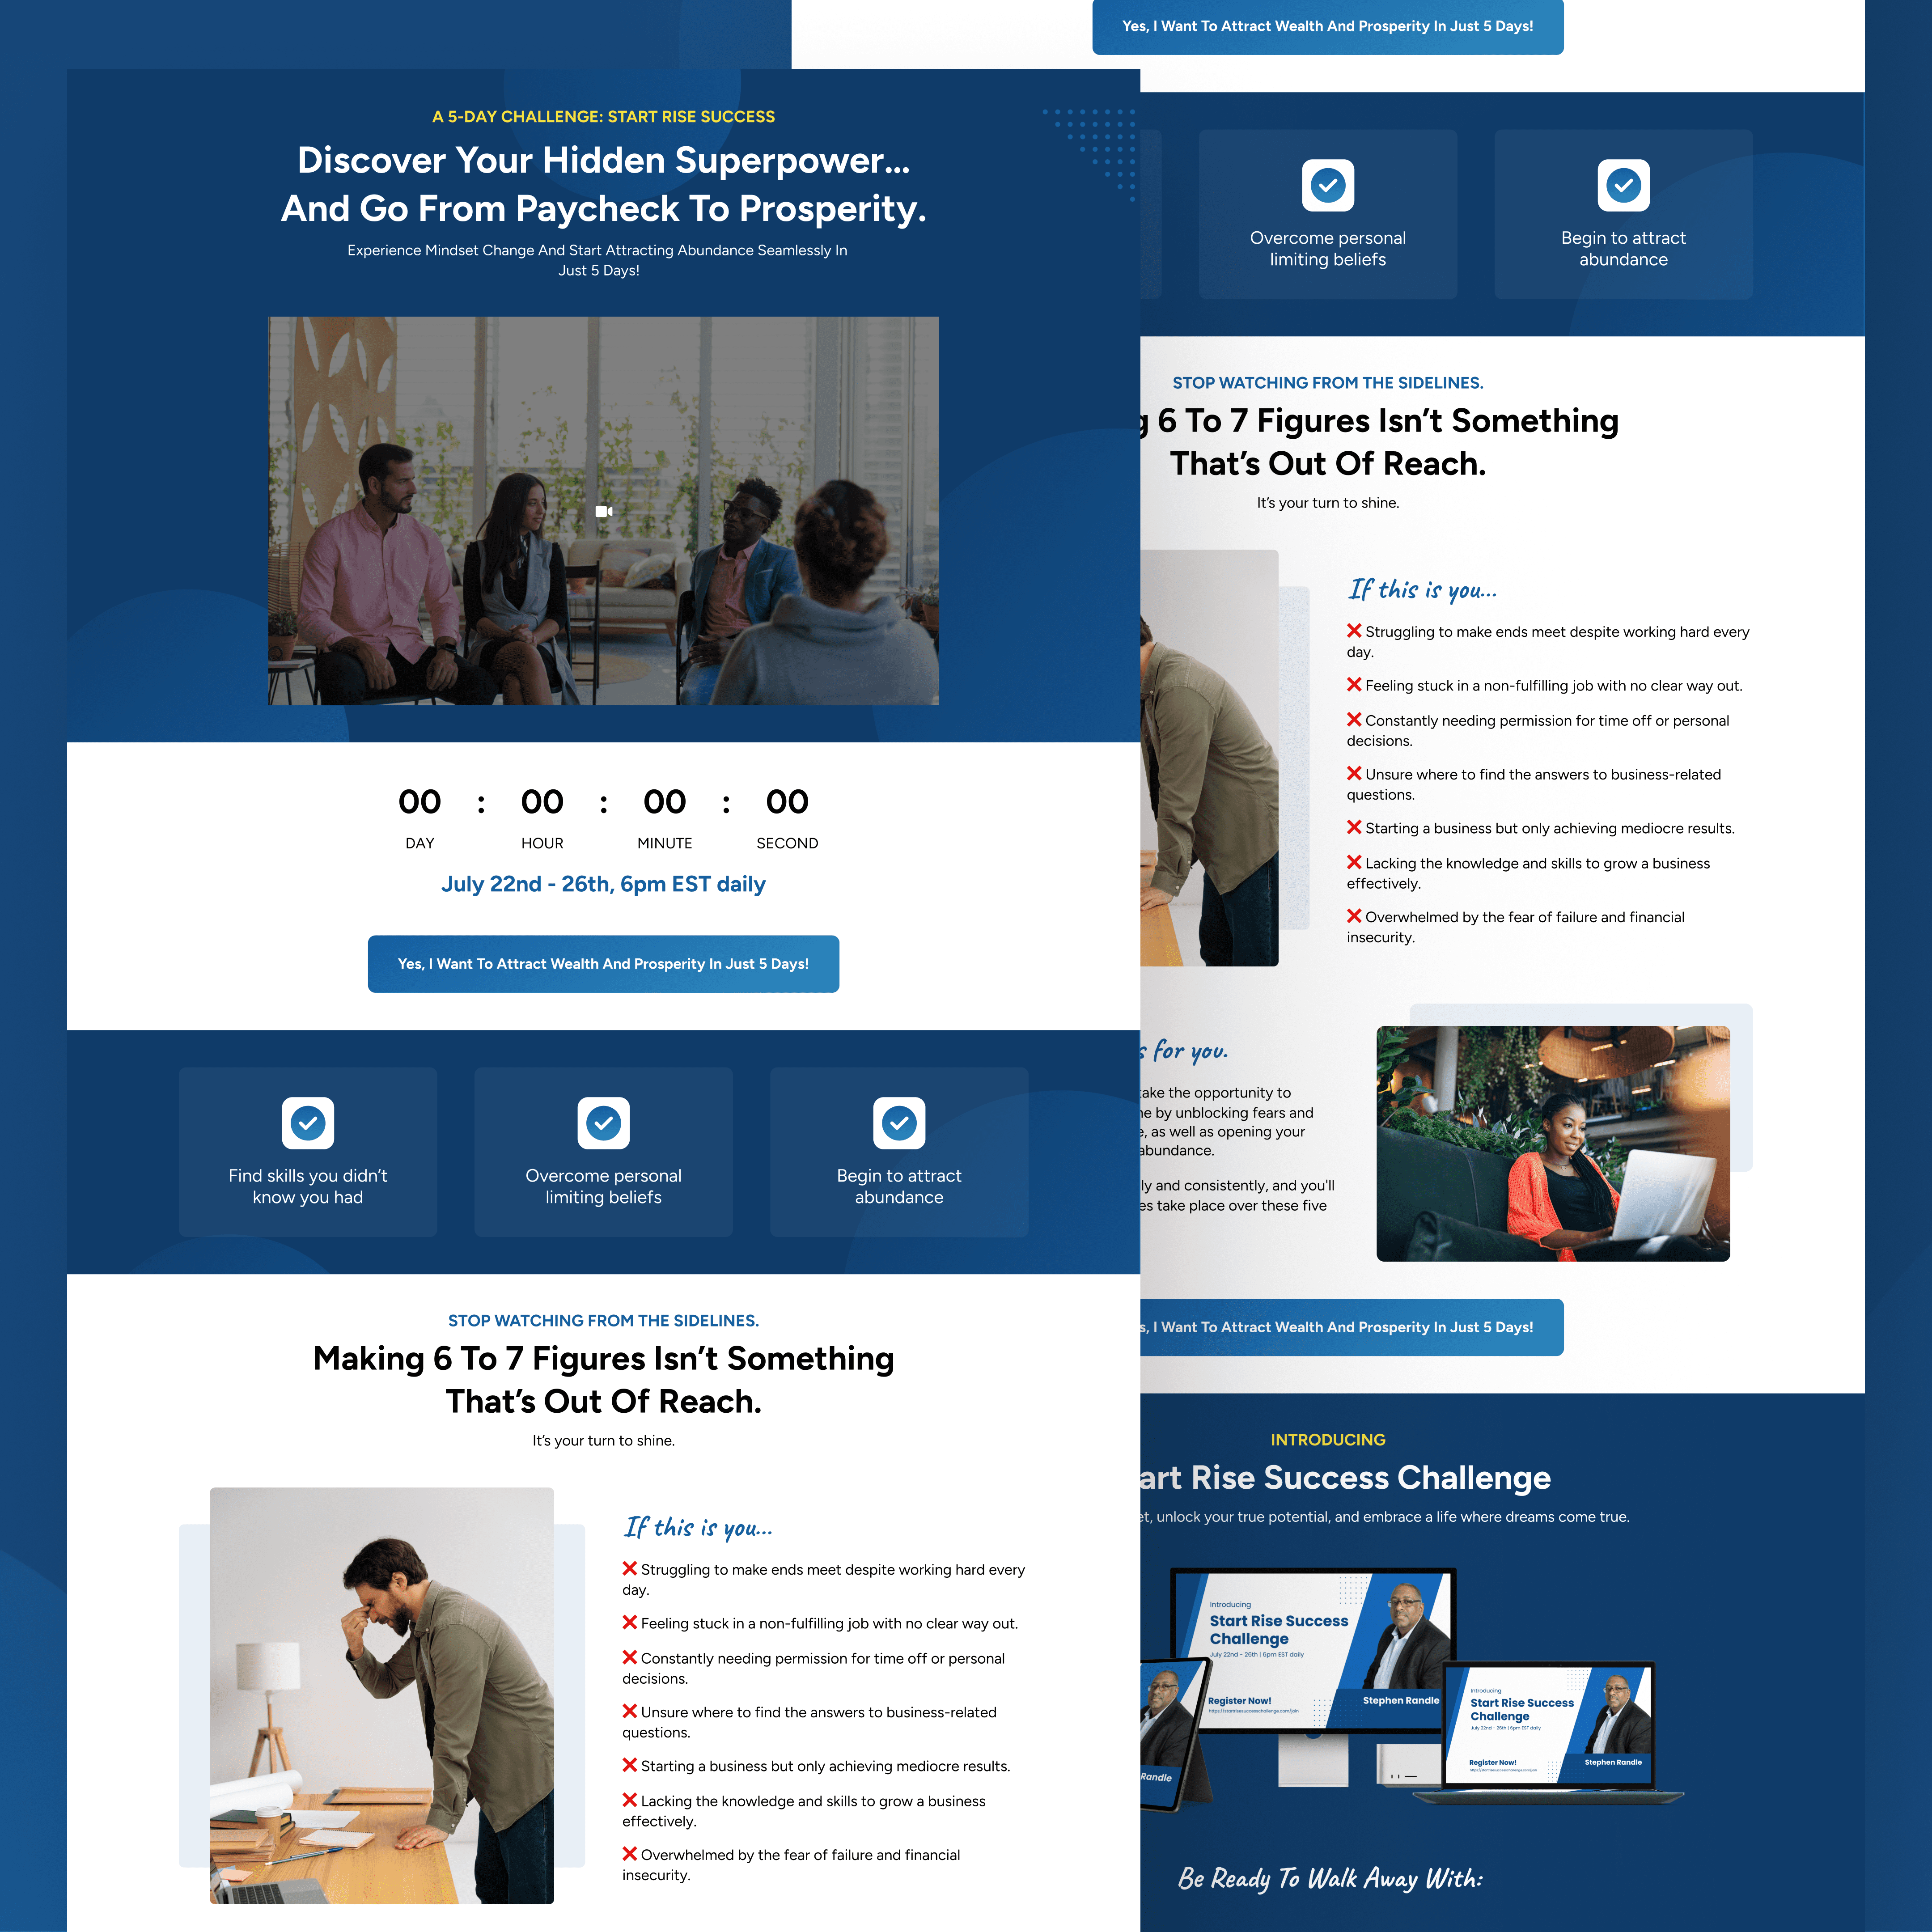 A 5-DAY CHALLENGE: START RISE SUCCESS
Discover Your Hidden Superpower...
And Go From Paycheck To Prosperity.
Experience Mindset Change And Start Attracting Abundance Seamlessly In
Just 5 Days!
00 : 00 : 00 : 00
DAY HOUR MINUTE SECOND
July 22nd - 26th, 6pm EST daily
Yes, I Want To Attract Wealth And Prosperity In Just 5 Days!
Find skills you didn't
know you had
Overcome personal
limiting beliefs
Begin to attract
abundance
STOP WATCHING FROM THE SIDELINES.
Making 6 To 7 Figures Isn't Something
That's Out Of Reach.
It's your turn to shine.
If this is you...
❌ Struggling to make ends meet despite working hard every
day.
❌ Feeling stuck in a non-fulfilling job with no clear way out.
❌ Constantly needing permission for time off or personal
decisions.
❌ Unsure where to find the answers to business-related
questions.
❌ Starting a business but only achieving mediocre results.
❌ Lacking the knowledge and skills to grow a business
effectively.
❌ Overwhelmed by the fear of failure and financial
insecurity.
Yes, I Want To Attract Wealth And Prosperity In Just 5 Days!
Overcome personal
limiting beliefs
Begin to attract
abundance
STOP WATCHING FROM THE SIDELINES.
6 To 7 Figures Isn't Something
That's Out Of Reach.
It's your turn to shine.
If this is you...
❌ Struggling to make ends meet despite working hard every
day.
❌ Feeling stuck in a non-fulfilling job with no clear way out.
❌ Constantly needing permission for time off or personal
decisions.
❌ Unsure where to find the answers to business-related
questions.
❌ Starting a business but only achieving mediocre results.
❌ Lacking the knowledge and skills to grow a business
effectively.
❌ Overwhelmed by the fear of failure and financial
insecurity.
for you.
take the opportunity to
by unblocking fears and
as well as opening your
abundance.
ly and consistently, and you'll
take place over these five
I Want To Attract Wealth And Prosperity In Just 5 Days!
INTRODUCING
art Rise Success Challenge
unlock your true potential, and embrace a life where dreams come true.
Introducing
Start Rise Success
Challenge
July 22nd - 26th | 6pm EST daily
Register Now!
https://startrisesuccesschallenge.com/join
Stephen Randle
Randle
Introducing
Start Rise Success
Challenge
July 22nd - 26th | 6pm EST daily
Register Now!
https://startrisesuccesschallenge.com/join
Stephen Randle
Be Ready To Walk Away With: